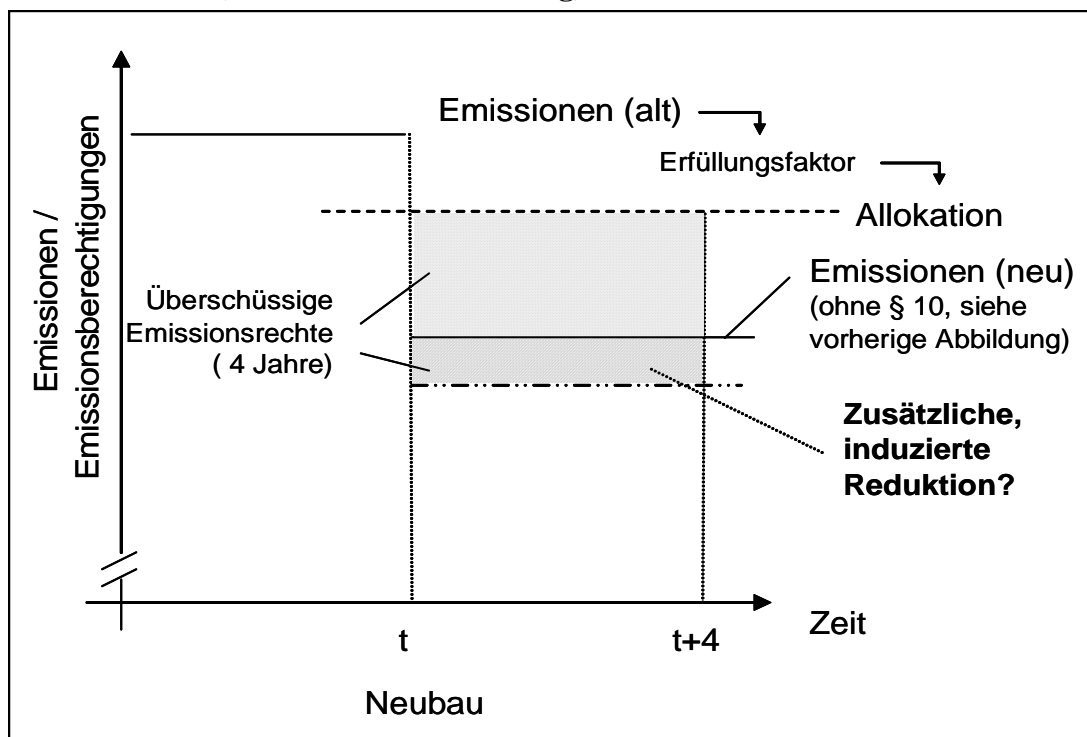 Emissionen /
Emissionsberechtigungen
Emissionen (alt)
Erfüllungsfaktor
Allokation
Überschüssige
Emissionsrechte
( 4 Jahre)
Emissionen (neu)
(ohne § 10, siehe
vorherige Abbildung)
Zusätzliche,
induzierte
Reduktion?
Zeit
t
t+4
Neubau